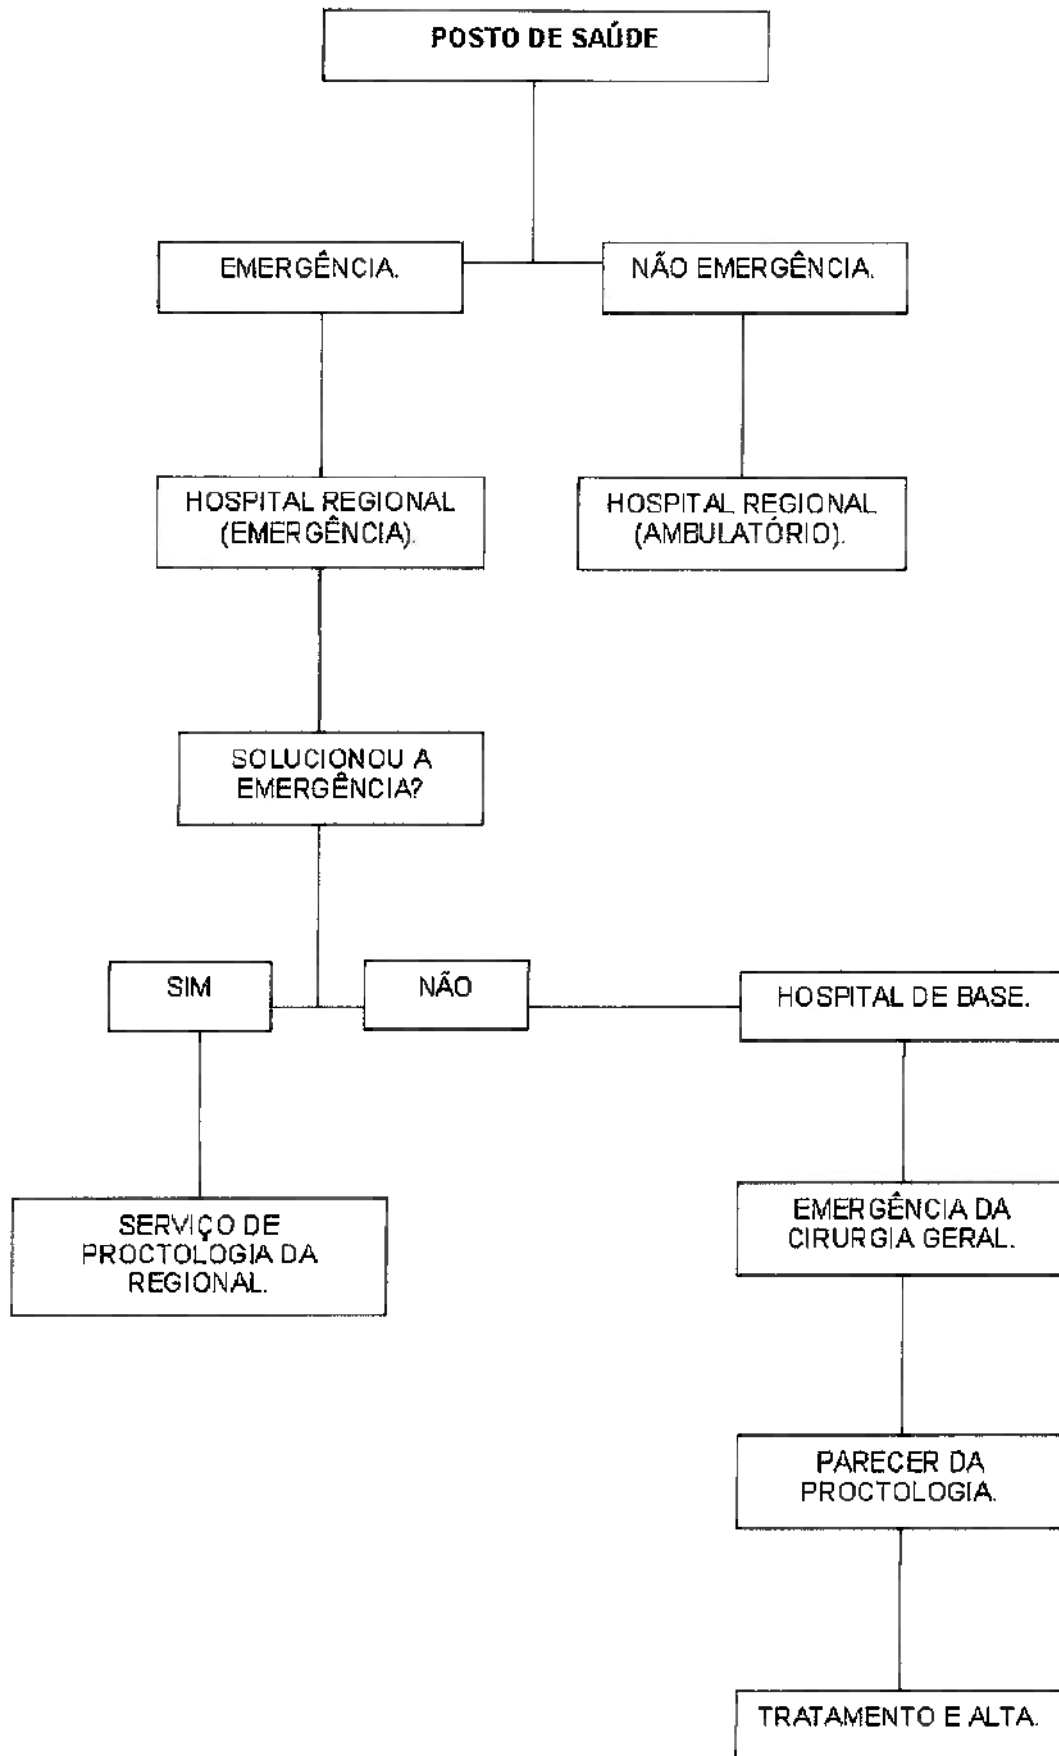 POSTO DE SAÚDE
EMERGÊNCIA.
NÃO EMERGÊNCIA.
HOSPITAL REGIONAL
(EMERGÊNCIA).
HOSPITAL REGIONAL
(AMBULATÓRIO).
SOLUCIONOU A
EMERGÊNCIA?
SIM
NÃO
HOSPITAL DE BASE.
SERVIÇO DE
PROCTOLOGIA DA
REGIONAL.
EMERGÊNCIA DA
CIRURGIA GERAL.
PARECER DA
PROCTOLOGIA.
TRATAMENTO E ALTA.